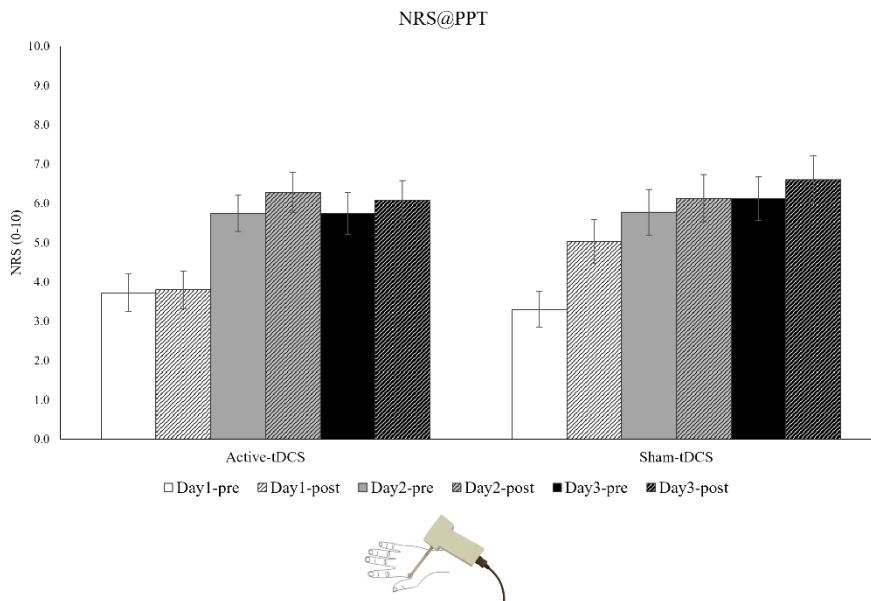 NRS@PPT
10.0
9.0
8.0
7.0
6.0
5.0
4.0
3.0
2.0
1.0
0.0
NRS (0-10)
Active-tDCS Sham-tDCS
Day1-pre Day1-post Day2-pre Day2-post Day3-pre Day3-post